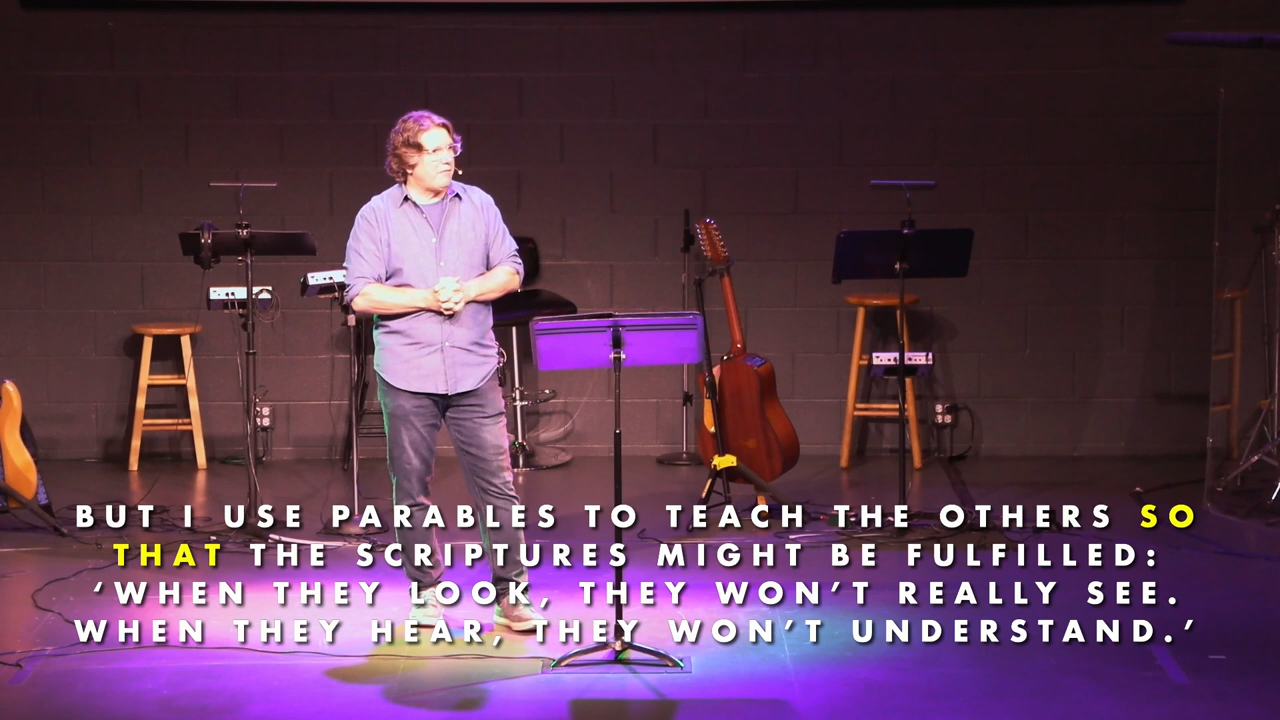 BUT I USE PARABLES TO TEACH THE OTHERS SO
THAT THE SCRIPTURES MIGHT BE FULFILLED:
‘WHEN THEY LOOK, THEY WON’T REALLY SEE.
WHEN THEY HEAR, THEY WON’T UNDERSTAND.’